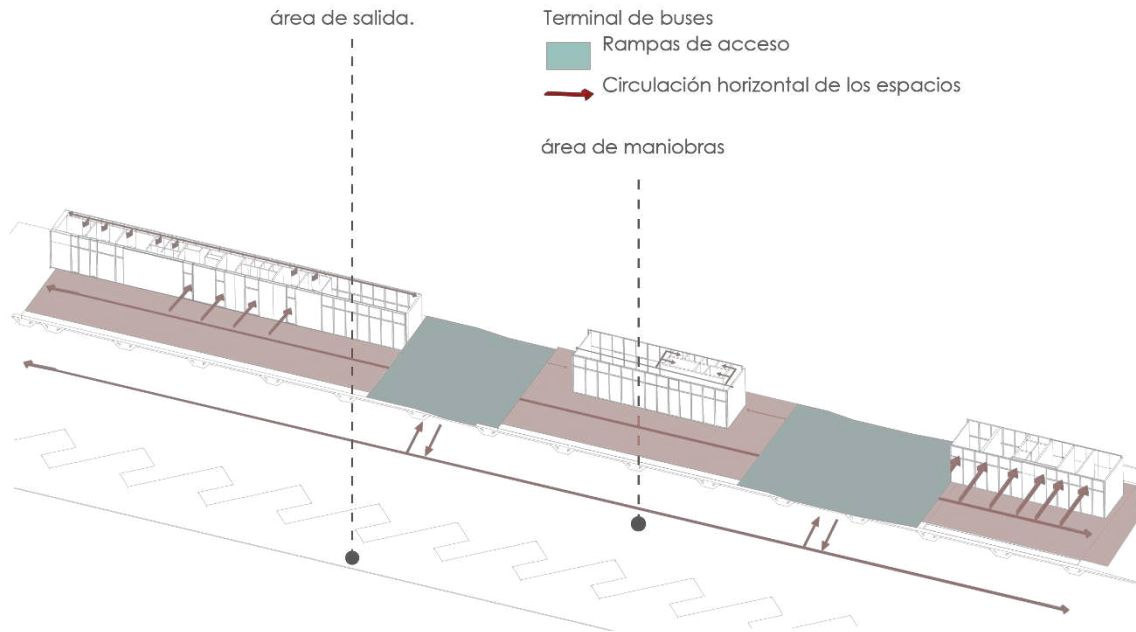 área de salida.
Terminal de buses
Rampas de acceso
Circulación horizontal de los espacios
área de maniobras